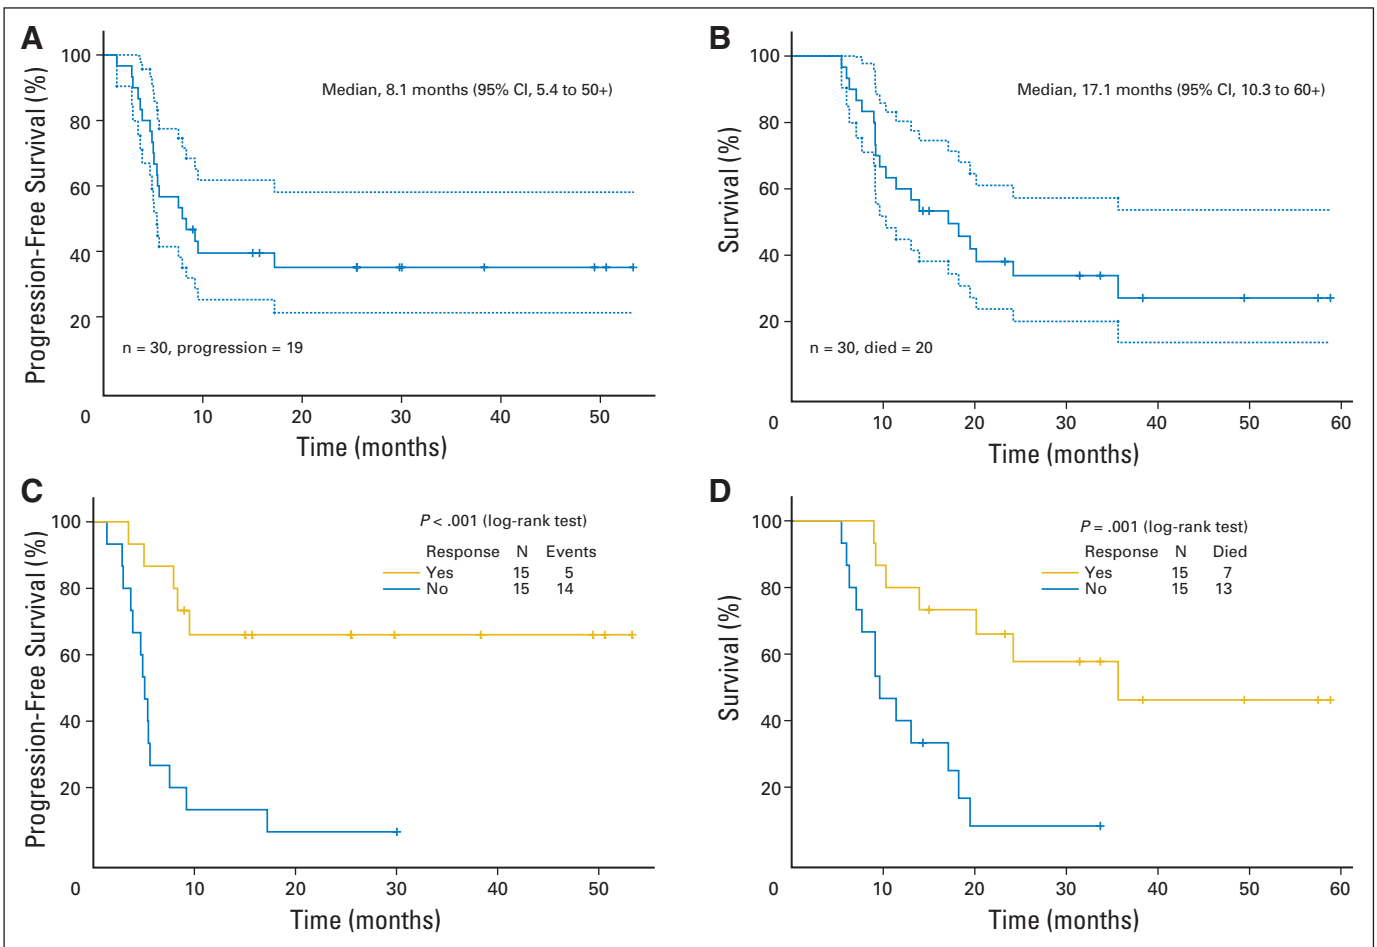 A
Progression-Free Survival (%)
100
80
60
40
20
0
Median, 8.1 months (95% CI, 5.4 to 50+)
n = 30, progression = 19
10 20 30 40 50
Time (months)
B
Survival (%)
100
80
60
40
20
0
Median, 17.1 months (95% CI, 10.3 to 60+)
n = 30, died = 20
10 20 30 40 50 60
Time (months)
C
Progression-Free Survival (%)
100
80
60
40
20
0
P < .001 (log-rank test)
Response N Events
Yes 15 5
No 15 14
10 20 30 40 50
Time (months)
D
Survival (%)
100
80
60
40
20
0
P = .001 (log-rank test)
Response N Died
Yes 15 7
No 15 13
10 20 30 40 50 60
Time (months)